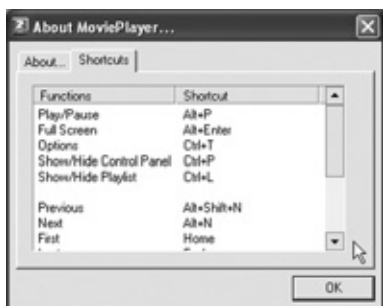 About MoviePlayer...
About... Shortcuts
Functions Shortcut
Play/Pause Alt+P
Full Screen Alt+Enter
Options Ctrl+T
Show/Hide Control Panel Ctrl+P
Show/Hide Playlist Ctrl+L
Previous Alt+Shift+N
Next Alt+N
First Home
OK